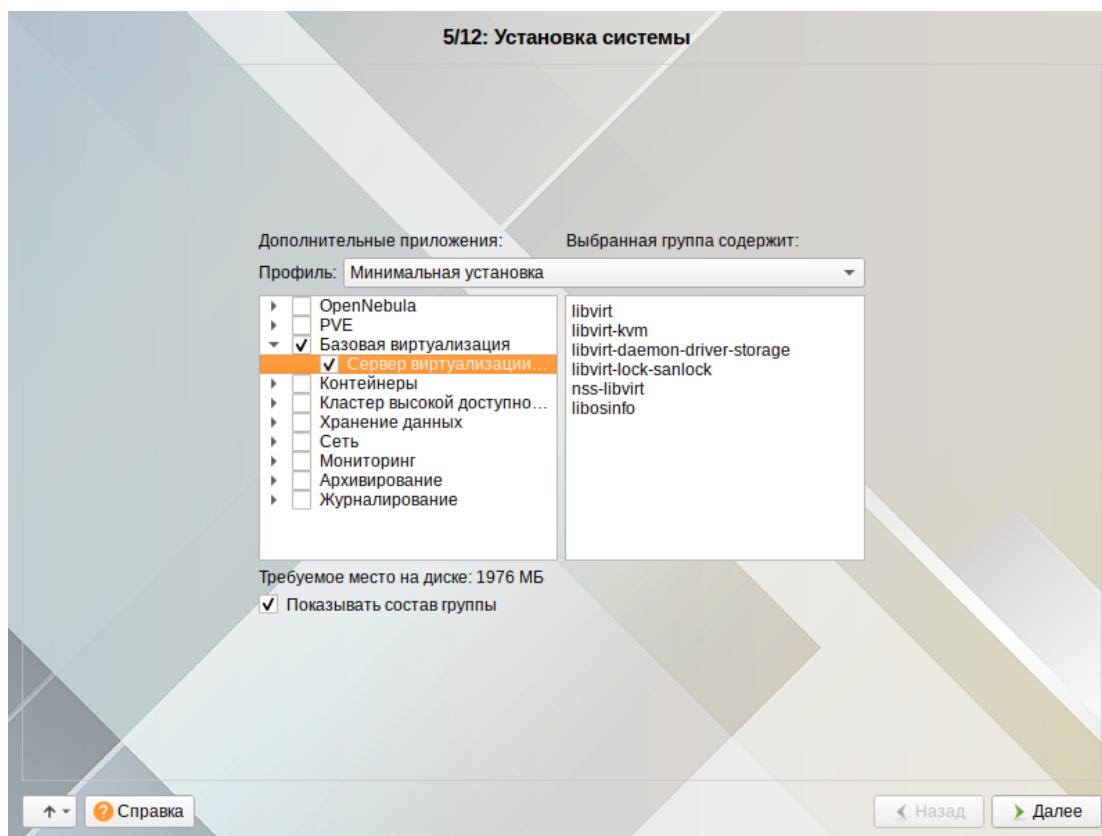 5/12: Установка системы
Дополнительные приложения:
Выбранная группа содержит:
Профиль: Минимальная установка
OpenNebula
PVE
Базовая виртуализация
Сервер виртуализации...
Контейнеры
Кластер высокой доступно...
Хранение данных
Сеть
Мониторинг
Архивирование
Журналирование
libvirt
libvirt-kvm
libvirt-daemon-driver-storage
libvirt-lock-sanlock
nss-libvirt
libosinfo
Требуемое место на диске: 1976 МБ
Показывать состав группы
Справка
Назад
Далее